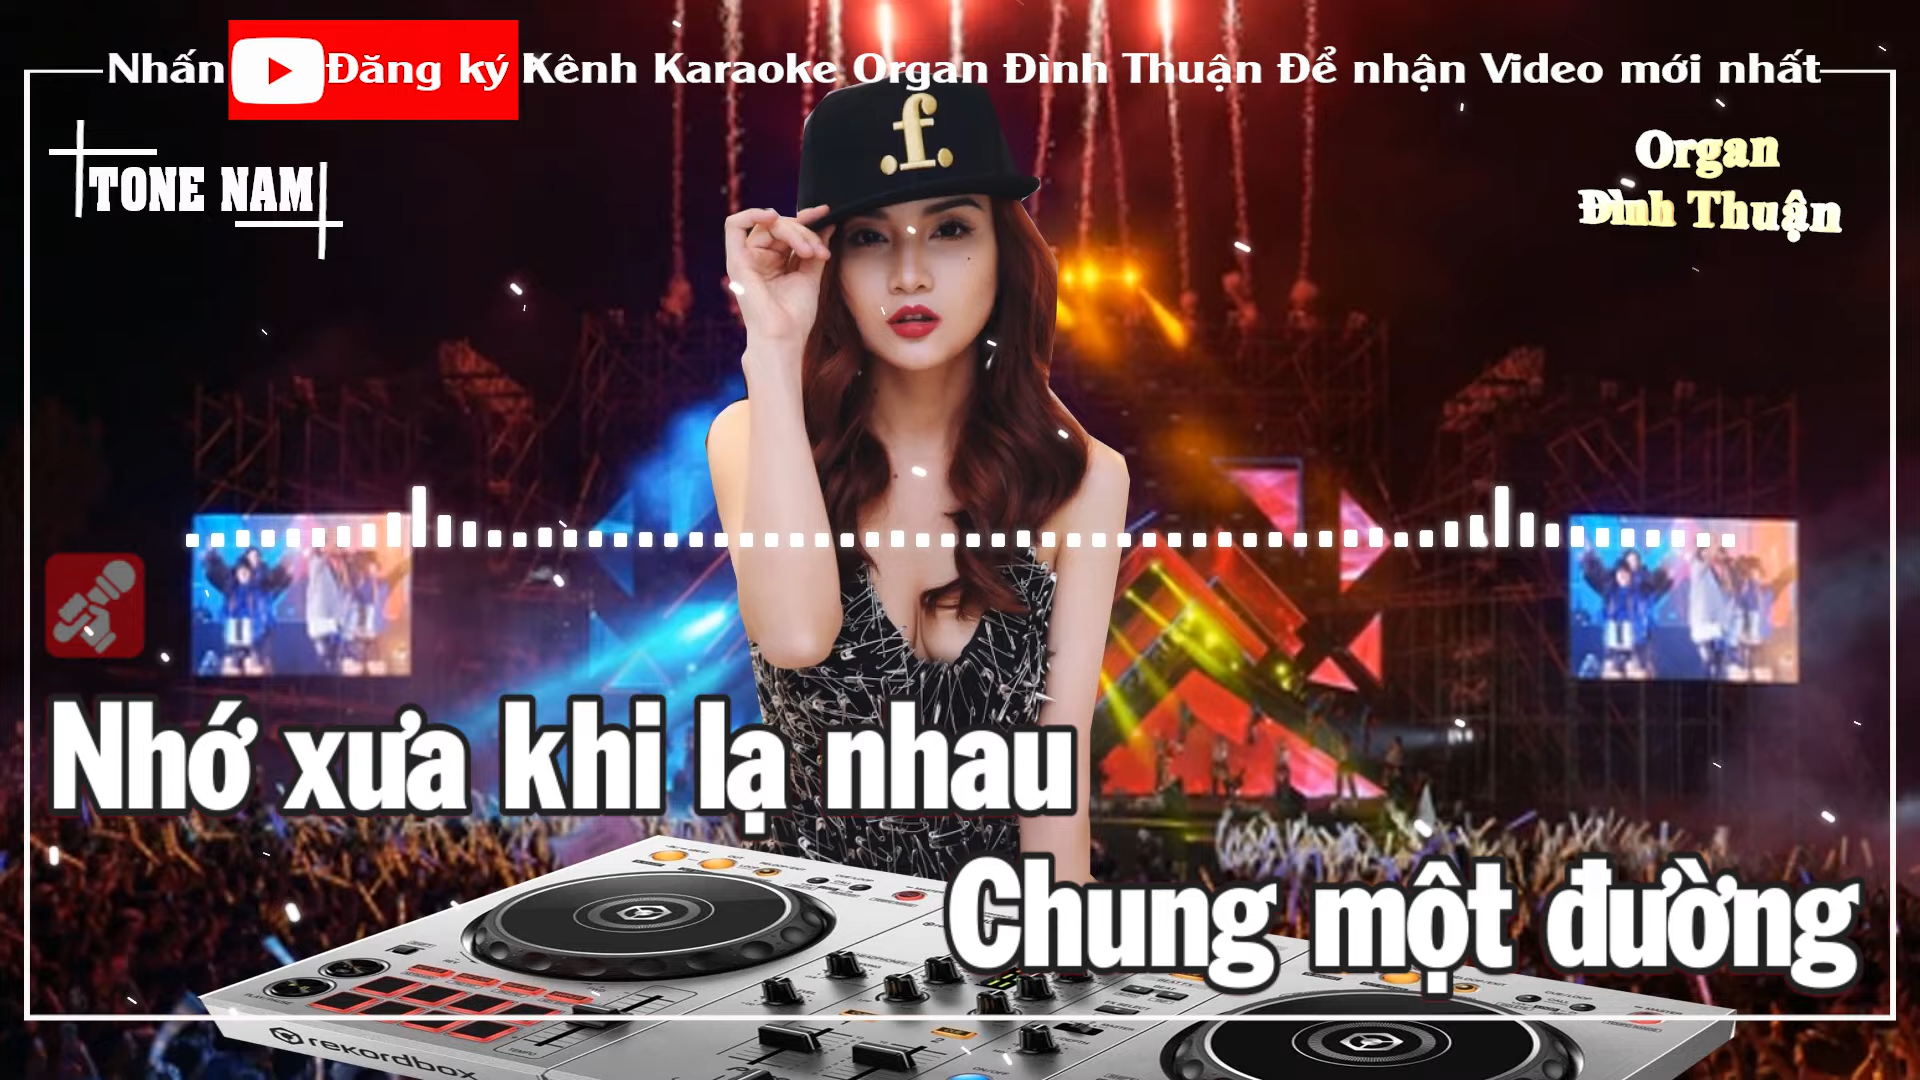 Nhấn Đăng ký Kênh Karaoke Organ Đình Thuận Để nhận Video mới nhất
TONE NAM
Organ
Đình Thuận
.f.
Nhớ xưa khi lạ nhau
Chung một đường
rekordbox